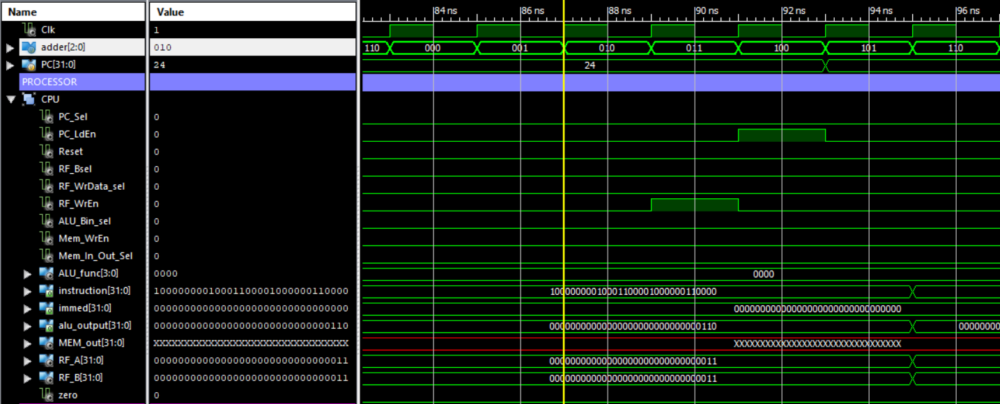 Name Value 84 ns 86 ns 88 ns 90 ns 92 ns 94 ns 96 ns
Clk 1
adder[2:0] 010 110 000 001 010 011 100 101 110
PC[31:0] 24 24
PROCESSOR
CPU
PC_Sel 0
PC_LdEn 0
Reset 0
RF_Bsel 0
RF_WrData_sel 0
RF_WrEn 0
ALU_Bin_sel 0
Mem_WrEn 0
Mem_In_Out_Sel 0
ALU_func[3:0] 0000 0000
instruction[31:0] 10000000010001100001000000110000 10000000010001100001000000110000
immed[31:0] 00000000000000000000000000000000 00000000000000000000000000000000
alu_output[31:0] 00000000000000000000000000000110 00000000000000000000000000000110 00000000
MEM_out[31:0] XXXXXXXXXXXXXXXXXXXXXXXXXXXXXXXX XXXXXXXXXXXXXXXXXXXXXXXXXXXXXXXX
RF_A[31:0] 00000000000000000000000000000011 00000000000000000000000000000011
RF_B[31:0] 00000000000000000000000000000011 00000000000000000000000000000011
zero 0